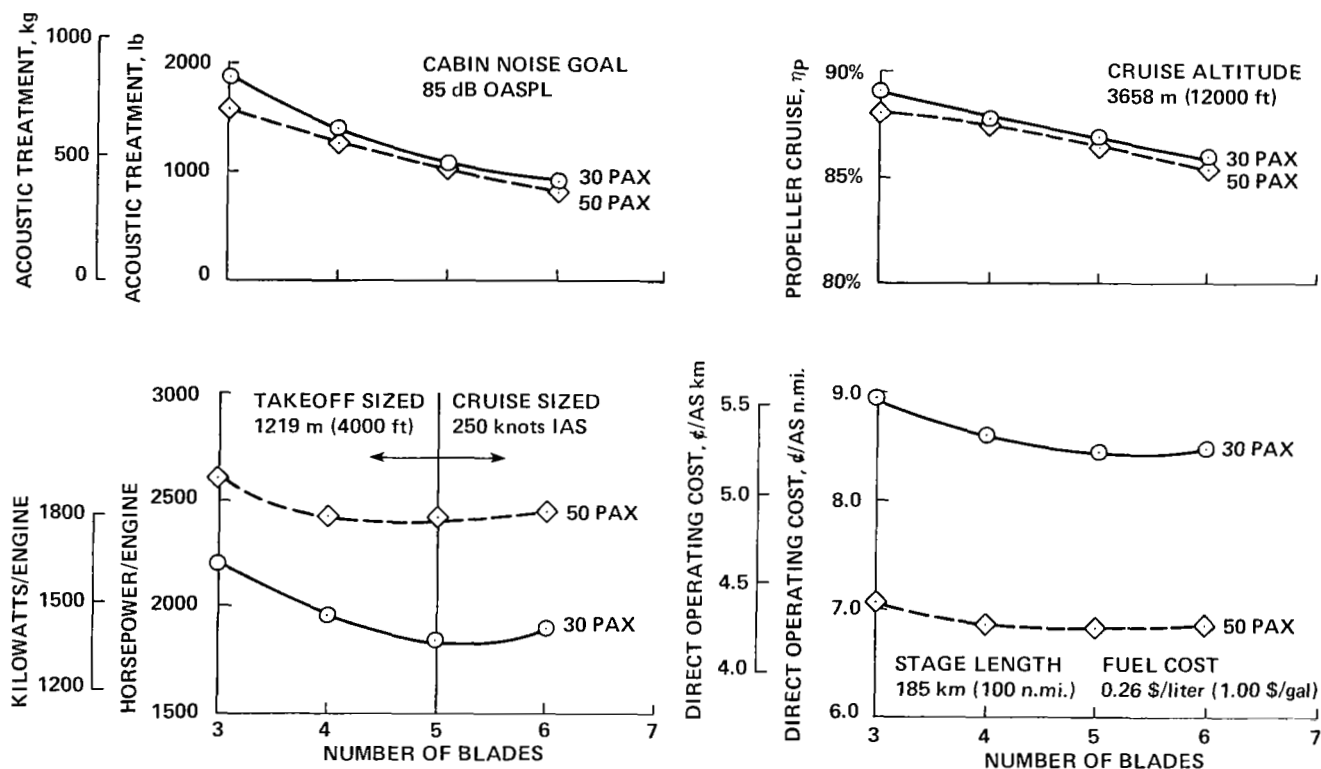 ACOUSTIC TREATMENT, kg
1000
500
0
ACOUSTIC TREATMENT, lb
2000
1000
0
CABIN NOISE GOAL
85 dB OASPL
30 PAX
50 PAX
PROPELLER CRUISE, ηP
90%
85%
80%
CRUISE ALTITUDE
3658 m (12000 ft)
30 PAX
50 PAX
3 4 5 6 7
KILOWATTS/ENGINE
1800
1500
1200
HORSEPOWER/ENGINE
3000
2500
2000
1500
TAKEOFF SIZED
1219 m (4000 ft)
CRUISE SIZED
250 knots IAS
50 PAX
30 PAX
3 4 5 6 7
NUMBER OF BLADES
DIRECT OPERATING COST, ¢/AS km
5.5
5.0
4.5
4.0
DIRECT OPERATING COST, ¢/AS n.mi.
9.0
8.0
7.0
6.0
30 PAX
50 PAX
STAGE LENGTH
185 km (100 n.mi.)
FUEL COST
0.26 $/liter (1.00 $/gal)
3 4 5 6 7
NUMBER OF BLADES